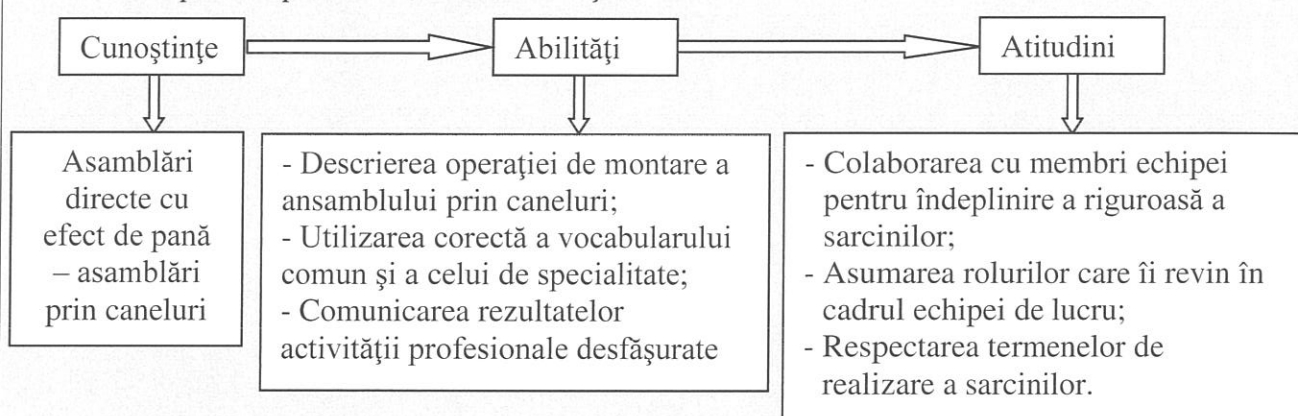 Cunoştinţe
Abilităţi
Atitudini
Asamblări
directe cu
efect de pană
– asamblări
prin caneluri
- Descrierea operaţiei de montare a
ansamblului prin caneluri;
- Utilizarea corectă a vocabularului
comun şi a celui de specialitate;
- Comunicarea rezultatelor
activităţii profesionale desfăşurate
- Colaborarea cu membri echipei
pentru îndeplinire a riguroasă a
sarcinilor;
- Asumarea rolurilor care îi revin în
cadrul echipei de lucru;
- Respectarea termenelor de
realizare a sarcinilor.